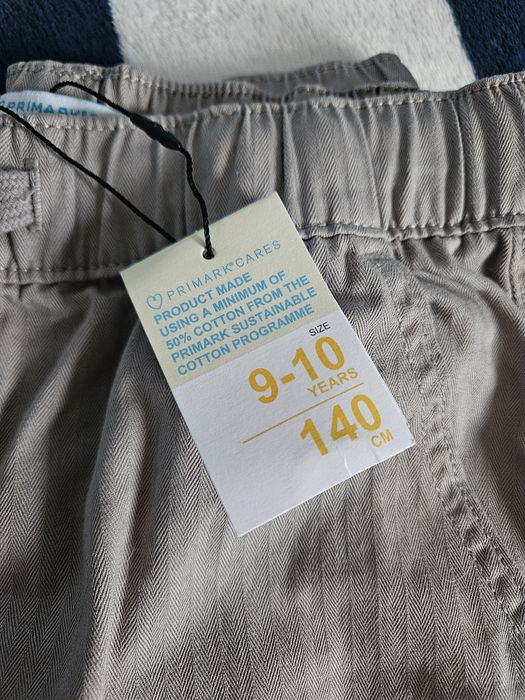 PRIMARK
PRIMARK® CARES
PRODUCT MADE
USING A MINIMUM OF
50% COTTON FROM THE
PRIMARK SUSTAINABLE
COTTON PROGRAMME
SIZE
9-10
YEARS
140
CM